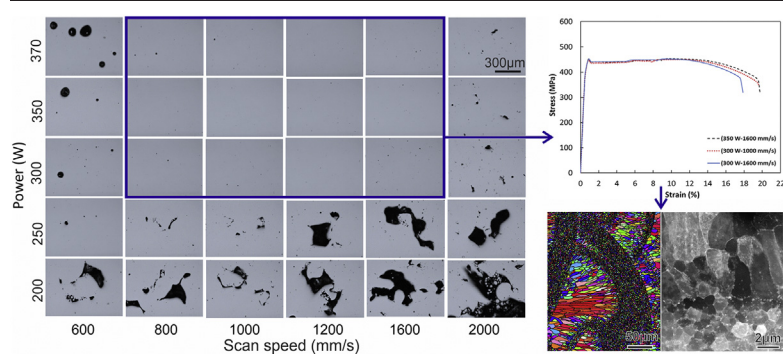 370
350
300
250
200
Power (W)
300µm
600
800
1000
1200
1600
2000
Scan speed (mm/s)
600
500
400
300
200
100
0
Stress (MPa)
(350 W-1600 mm/s)
(300 W-1000 mm/s)
(300 W-1600 mm/s)
0 2 4 6 8 10 12 14 16 18 20 22
Strain (%)
50µm
2µm